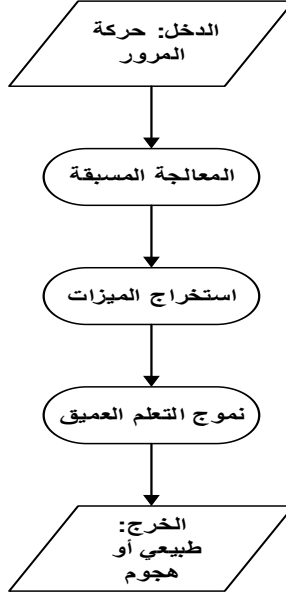 الدخل: حركة
المرور
المعالجة المسبقة
استخراج الميزات
نموج التعلم العميق
الخرج:
طبيعي أو
هجوم